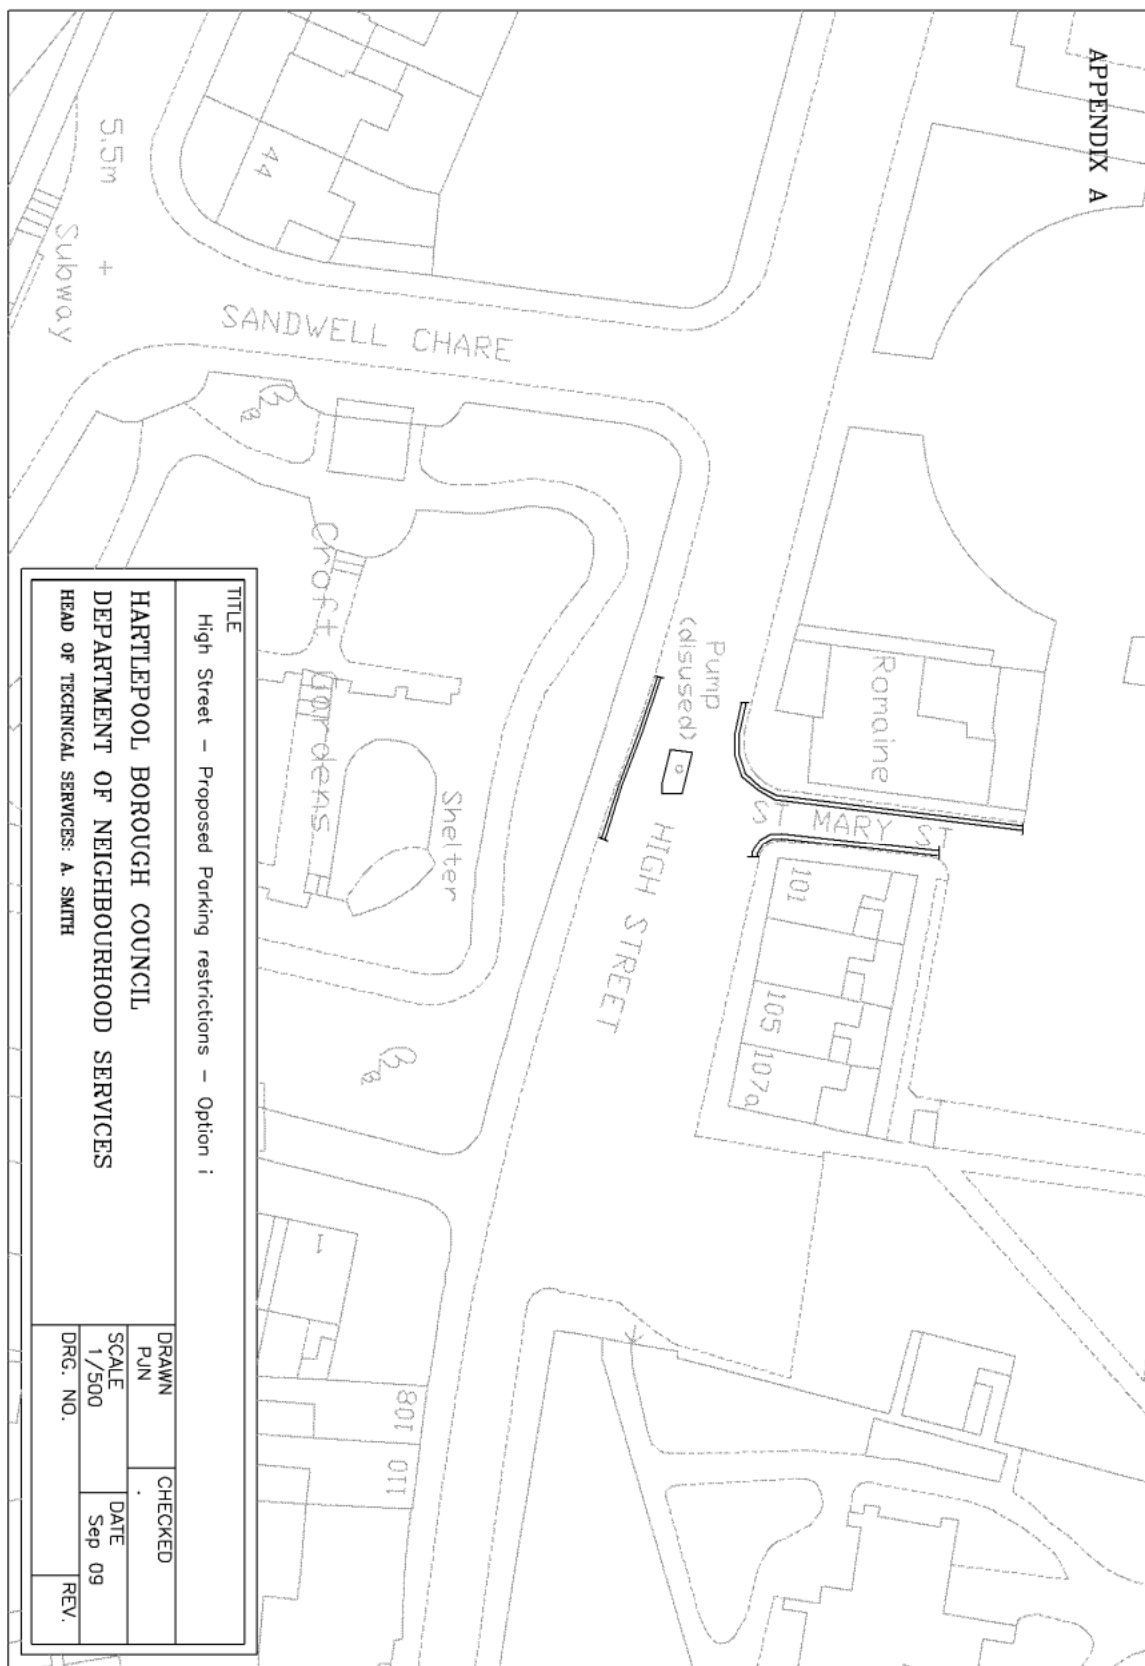 APPENDIX A
44
5.5m +
Subway
SANDWELL CHARE
Romaine
Pump
(disused)
ST MARY ST
HIGH STREET
101
105
107a
Croft Gardens
Shelter
1
108
110
TITLE
High Street - Proposed Parking restrictions - Option i
HARTLEPOOL BOROUGH COUNCIL
DEPARTMENT OF NEIGHBOURHOOD SERVICES
HEAD OF TECHNICAL SERVICES: A. SMITH
DRAWN
PJN
CHECKED
.
SCALE
1/500
DATE
Sep 09
DRG. NO.
REV.